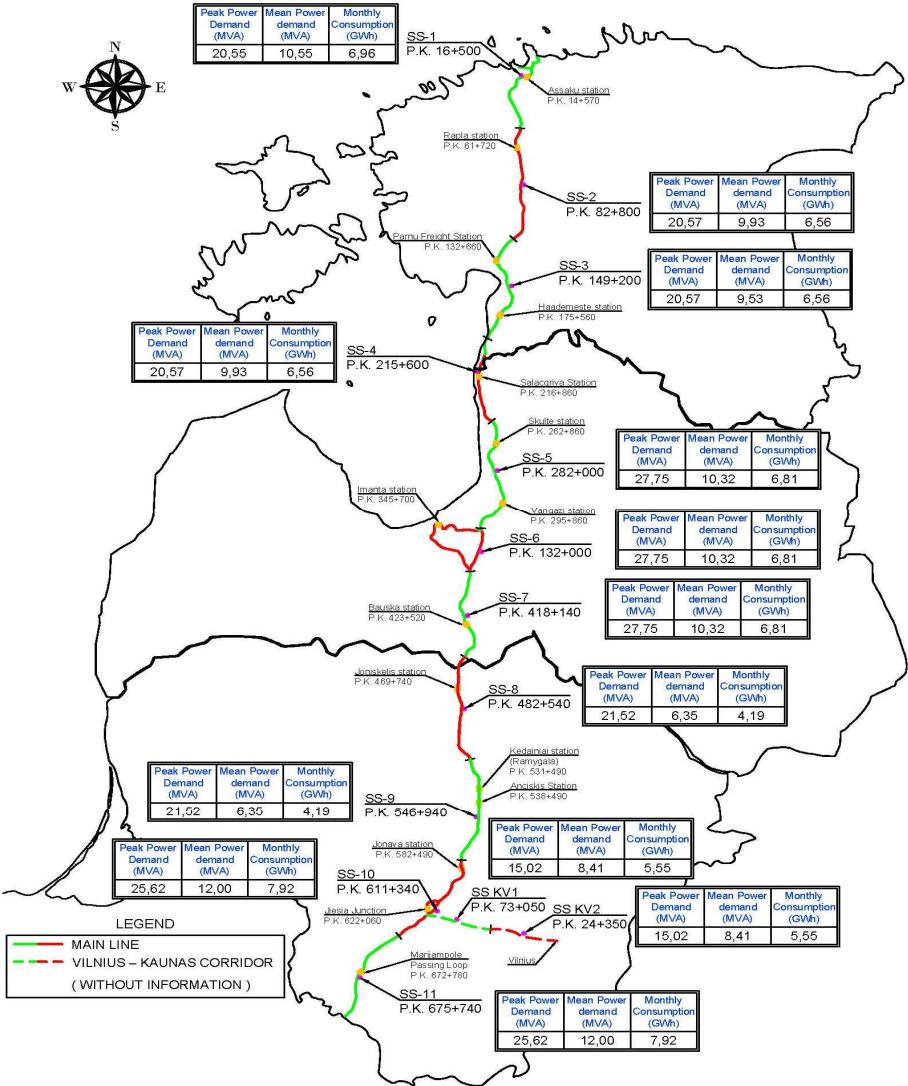 Peak Power Demand (MVA) Mean Power demand (MVA) Monthly Consumption (GWh)
20,55 10,55 6,96
SS-1
P.K. 16+500
N
W E
S
Assaku station
P.K. 14+570
Rapla station
P.K. 61+720
SS-2
P.K. 82+800
Peak Power Demand (MVA) Mean Power demand (MVA) Monthly Consumption (GWh)
20,57 9,93 6,56
Parnu Freight Station
P.K. 132+660
SS-3
P.K. 149+200
Peak Power Demand (MVA) Mean Power demand (MVA) Monthly Consumption (GWh)
20,57 9,53 6,56
Haademeste station
P.K. 175+560
Peak Power Demand (MVA) Mean Power demand (MVA) Monthly Consumption (GWh)
20,57 9,93 6,56
SS-4
P.K. 215+600
Salacgriva Station
P.K. 216+860
Skulte station
P.K. 262+860
SS-5
P.K. 282+000
Peak Power Demand (MVA) Mean Power demand (MVA) Monthly Consumption (GWh)
27,75 10,32 6,81
Imanta station
P.K. 345+700
Vangazi station
P.K. 295+860
SS-6
P.K. 132+000
Peak Power Demand (MVA) Mean Power demand (MVA) Monthly Consumption (GWh)
27,75 10,32 6,81
SS-7
P.K. 418+140
Peak Power Demand (MVA) Mean Power demand (MVA) Monthly Consumption (GWh)
27,75 10,32 6,81
Bauska station
P.K. 423+520
Joniskelis station
P.K. 469+740
SS-8
P.K. 482+540
Peak Power Demand (MVA) Mean Power demand (MVA) Monthly Consumption (GWh)
21,52 6,35 4,19
Kedainiai station
(Ramygala)
P.K. 531+490
Anciskis Station
P.K. 538+490
Peak Power Demand (MVA) Mean Power demand (MVA) Monthly Consumption (GWh)
21,52 6,35 4,19
SS-9
P.K. 546+940
Jonava station
P.K. 582+490
Peak Power Demand (MVA) Mean Power demand (MVA) Monthly Consumption (GWh)
15,02 8,41 5,55
Peak Power Demand (MVA) Mean Power demand (MVA) Monthly Consumption (GWh)
25,62 12,00 7,92
SS-10
P.K. 611+340
SS KV1
P.K. 73+050
SS KV2
P.K. 24+350
Peak Power Demand (MVA) Mean Power demand (MVA) Monthly Consumption (GWh)
15,02 8,41 5,55
Jiesia Junction
P.K. 622+060
Vilnius
LEGEND
MAIN LINE
VILNIUS – KAUNAS CORRIDOR
( WITHOUT INFORMATION )
Marijampole
Passing Loop
P.K. 672+780
SS-11
P.K. 675+740
Peak Power Demand (MVA) Mean Power demand (MVA) Monthly Consumption (GWh)
25,62 12,00 7,92